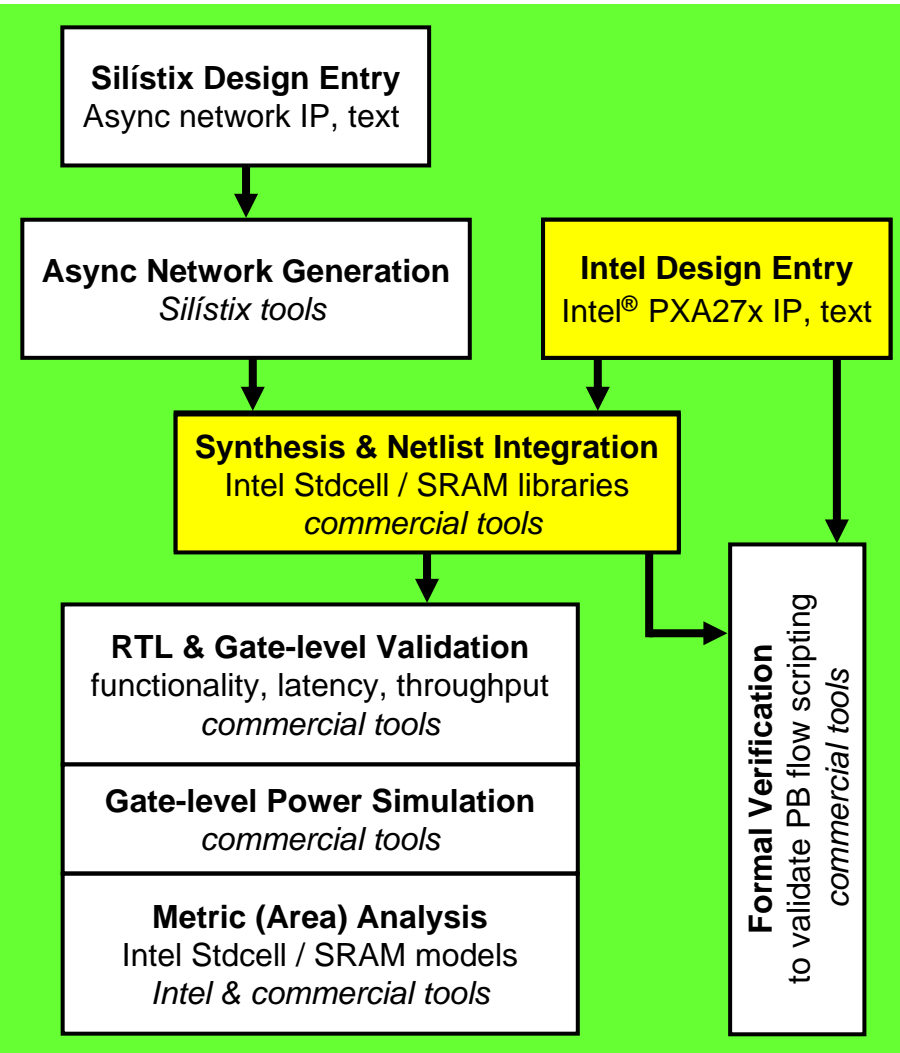 Silístix Design Entry
Async network IP, text
Async Network Generation
Silístix tools
Intel Design Entry
Intel® PXA27x IP, text
Synthesis & Netlist Integration
Intel Stdcell / SRAM libraries
commercial tools
RTL & Gate-level Validation
functionality, latency, throughput
commercial tools
Gate-level Power Simulation
commercial tools
Metric (Area) Analysis
Intel Stdcell / SRAM models
Intel & commercial tools
Formal Verification
to validate PB flow scripting
commercial tools